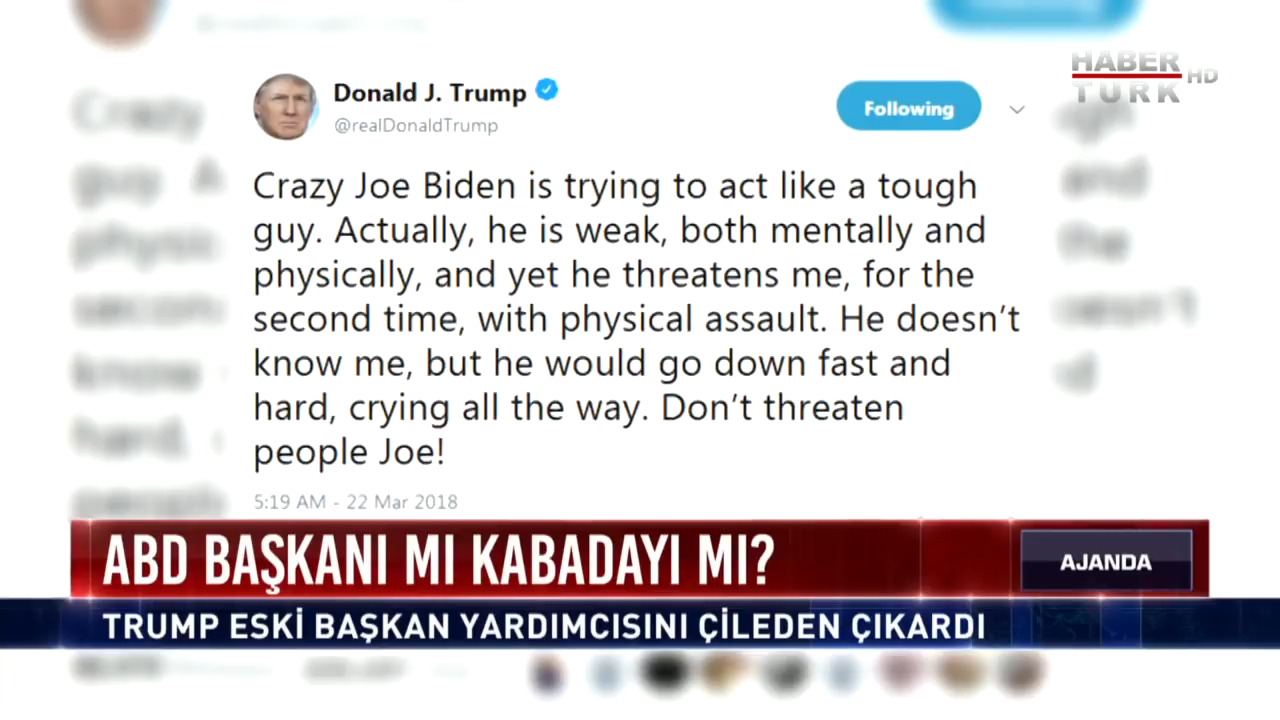 HABER
TURK HD
Donald J. Trump
@realDonaldTrump
Following
Crazy Joe Biden is trying to act like a tough
guy. Actually, he is weak, both mentally and
physically, and yet he threatens me, for the
second time, with physical assault. He doesn't
know me, but he would go down fast and
hard, crying all the way. Don't threaten
people Joe!
5:19 AM - 22 Mar 2018
ABD BAŞKANI MI KABADAYI MI?
AJANDA
TRUMP ESKİ BAŞKAN YARDIMCISINI ÇİLEDEN ÇIKARDI